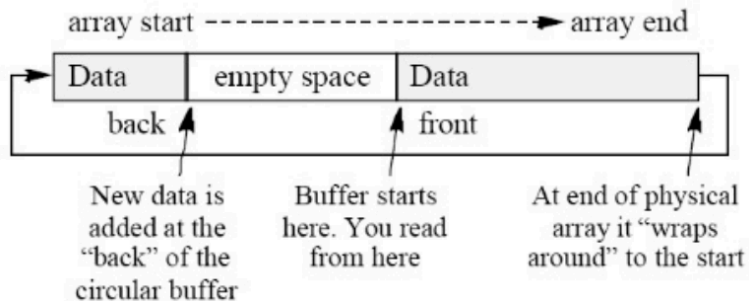 array start array end
Data empty space Data
back front
New data is
added at the
“back” of the
circular buffer
Buffer starts
here. You read
from here
At end of physical
array it “wraps
around” to the start